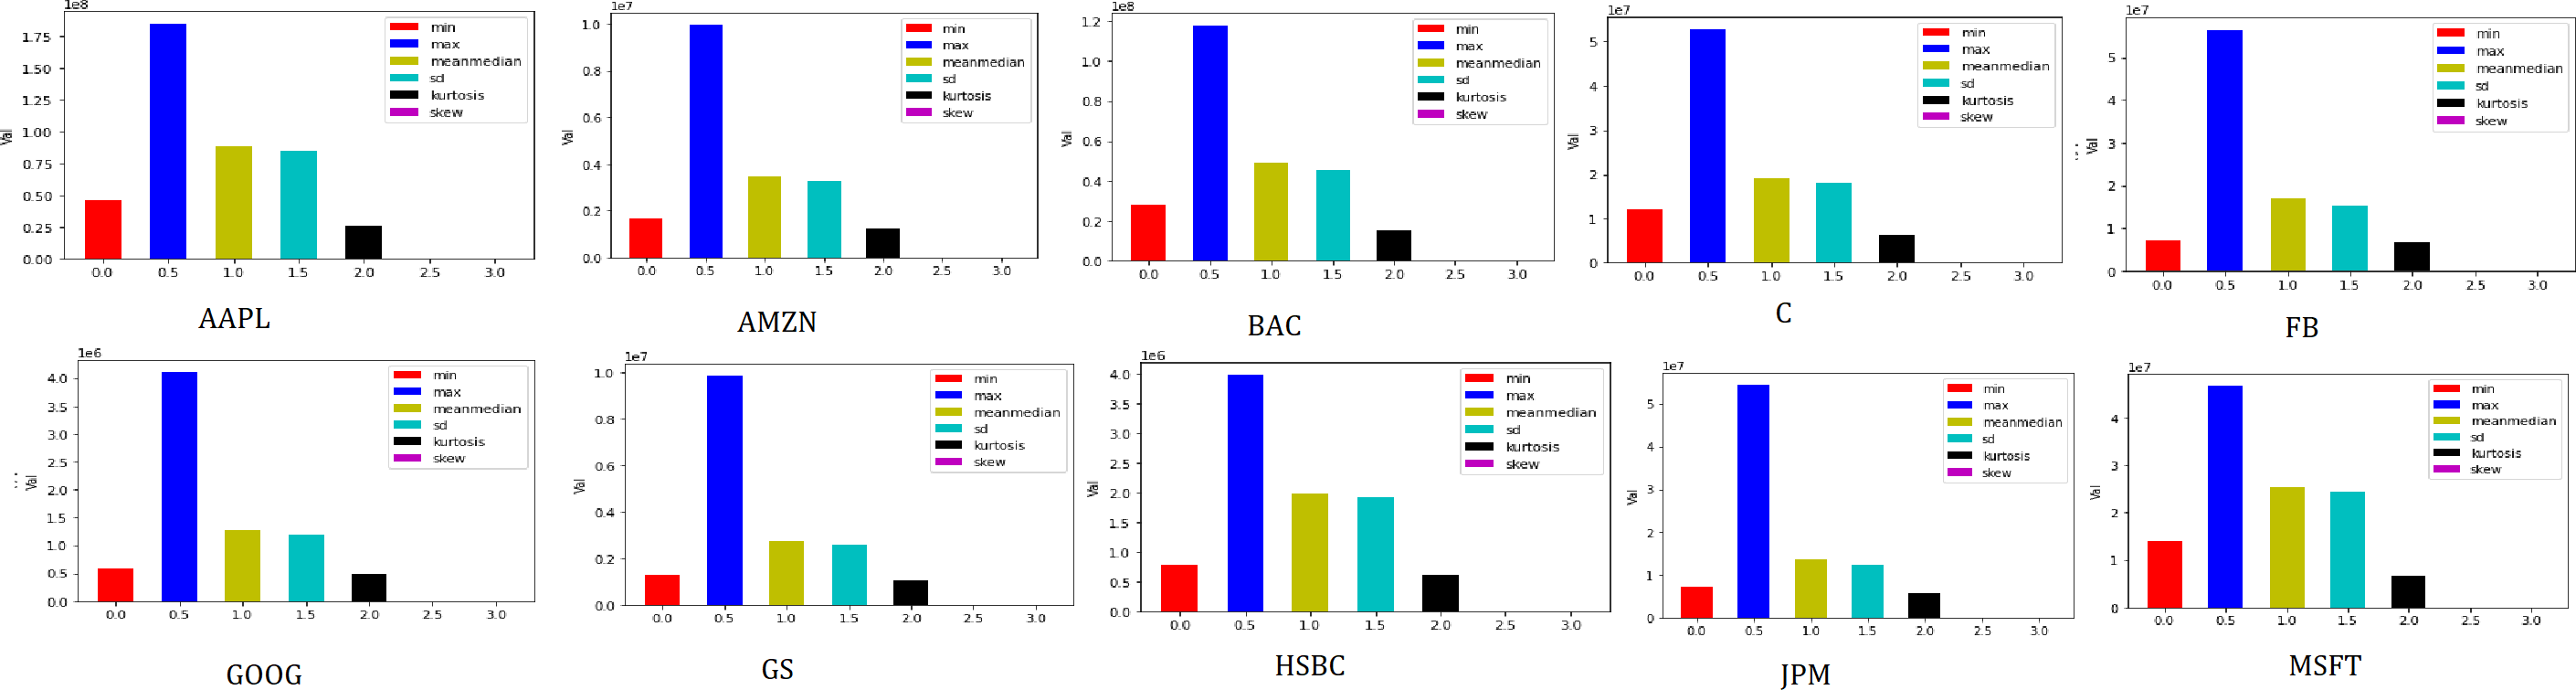 1e8
1.75
1.50
1.25
1.00
0.75
0.50
0.25
0.00
Val
0.0 0.5 1.0 1.5 2.0 2.5 3.0
min
max
meanmedian
sd
kurtosis
skew
AAPL
1e7
1.0
0.8
0.6
0.4
0.2
0.0
Val
0.0 0.5 1.0 1.5 2.0 2.5 3.0
min
max
meanmedian
sd
kurtosis
skew
AMZN
1e8
1.2
1.0
0.8
0.6
0.4
0.2
0.0
Val
0.0 0.5 1.0 1.5 2.0 2.5 3.0
min
max
meanmedian
sd
kurtosis
skew
BAC
1e7
5
4
3
2
1
0
Val
0.0 0.5 1.0 1.5 2.0 2.5 3.0
min
max
meanmedian
sd
kurtosis
skew
C
1e7
5
4
3
2
1
0
Val
0.0 0.5 1.0 1.5 2.0 2.5 3.0
min
max
meanmedian
sd
kurtosis
skew
FB
1e6
4.0
3.5
3.0
2.5
2.0
1.5
1.0
0.5
0.0
Val
0.0 0.5 1.0 1.5 2.0 2.5 3.0
min
max
meanmedian
sd
kurtosis
skew
GOOG
1e7
1.0
0.8
0.6
0.4
0.2
0.0
Val
0.0 0.5 1.0 1.5 2.0 2.5 3.0
min
max
meanmedian
sd
kurtosis
skew
GS
1e6
4.0
3.5
3.0
2.5
2.0
1.5
1.0
0.5
0.0
Val
0.0 0.5 1.0 1.5 2.0 2.5 3.0
min
max
meanmedian
sd
kurtosis
skew
HSBC
1e7
5
4
3
2
1
0
Val
0.0 0.5 1.0 1.5 2.0 2.5 3.0
min
max
meanmedian
sd
kurtosis
skew
JPM
1e7
4
3
2
1
0
Val
0.0 0.5 1.0 1.5 2.0 2.5 3.0
min
max
meanmedian
sd
kurtosis
skew
MSFT